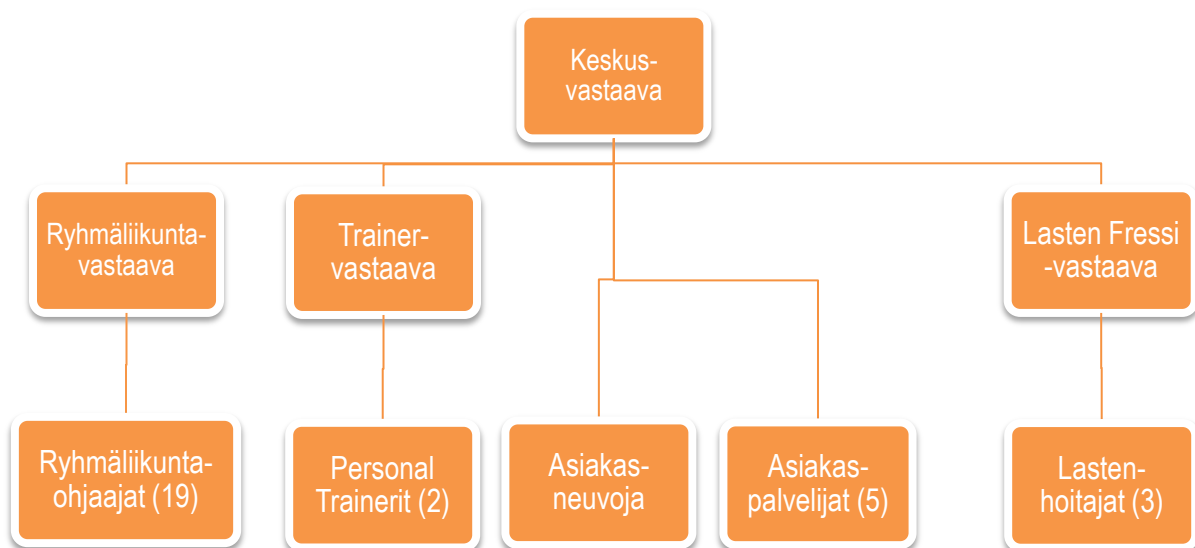 Keskus-
vastaava
Ryhmäliikunta-
vastaava
Trainer-
vastaava
Lasten Fressi
-vastaava
Ryhmäliikunta-
ohjaajat (19)
Personal
Trainerit (2)
Asiakas-
neuvoja
Asiakas-
palvelijat (5)
Lasten-
hoitajat (3)